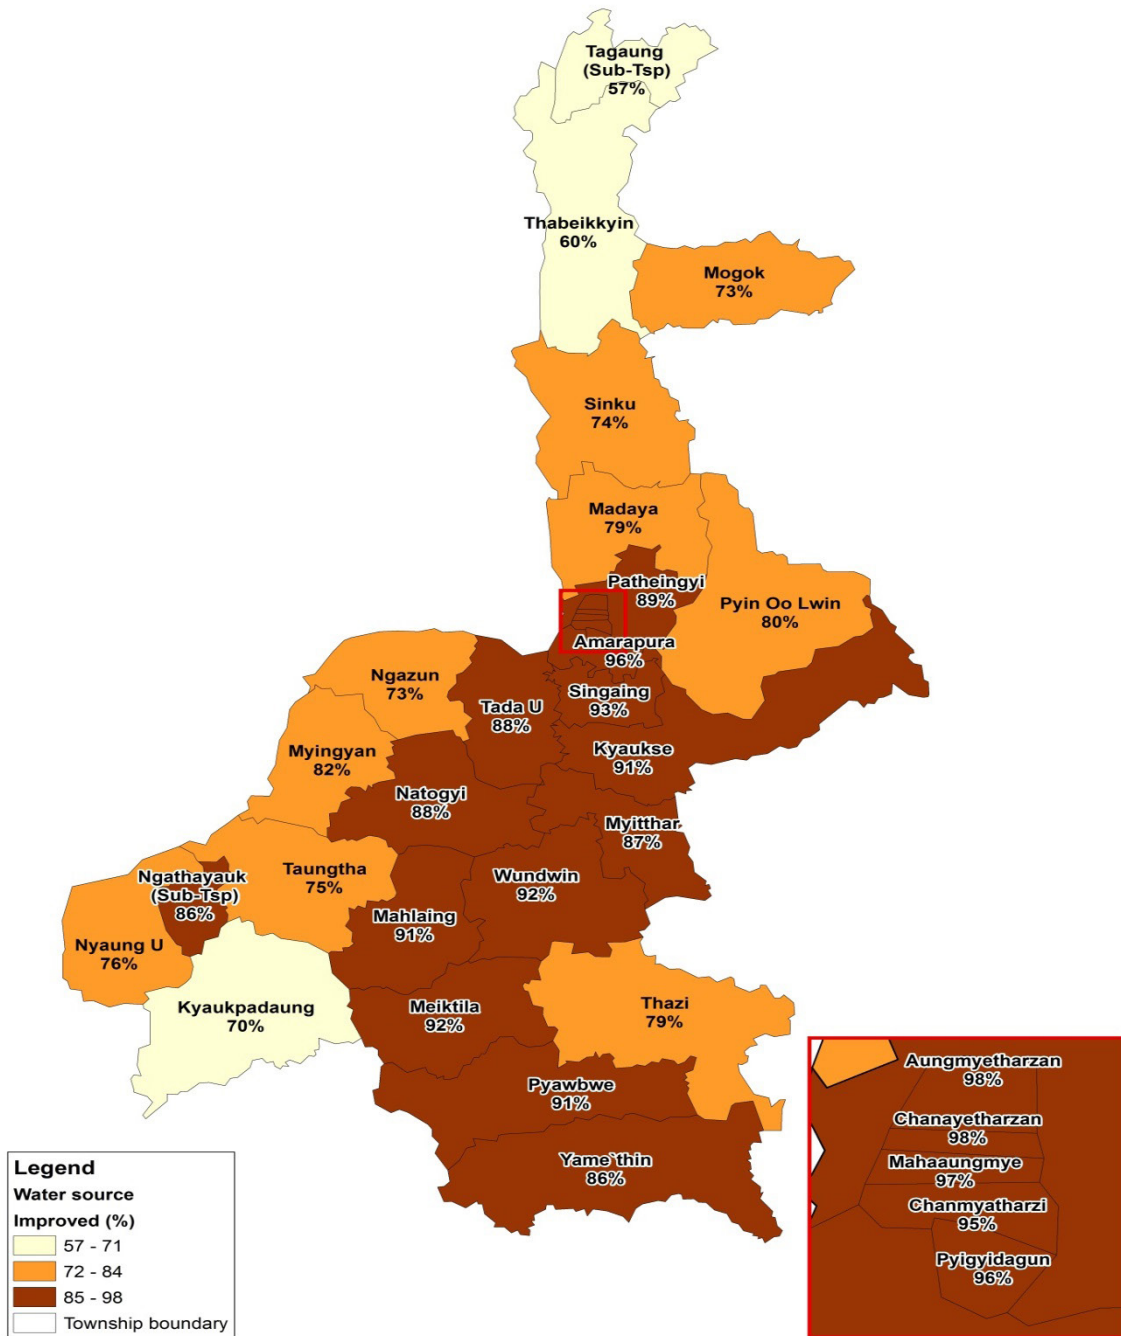 Tagaung
(Sub-Tsp)
57%
Thabeikkyin
60%
Mogok
73%
Sinku
74%
Madaya
79%
Patheingyi
89%
Pyin Oo Lwin
80%
Amarapura
96%
Ngazun
73%
Tada U
88%
Singaing
93%
Myingyan
82%
Kyaukse
91%
Natogyi
88%
Myitthar
87%
Taungtha
75%
Ngathayauk
(Sub-Tsp)
86%
Wundwin
92%
Mahlaing
91%
Nyaung U
76%
Kyaukpadaung
70%
Meiktila
92%
Thazi
79%
Pyawbwe
91%
Yame`thin
86%
Aungmyetharzan
98%
Chanayetharzan
98%
Mahaaungmye
97%
Chanmyatharzi
95%
Pyigyidagun
96%
Legend
Water source
Improved (%)
57 - 71
72 - 84
85 - 98
Township boundary